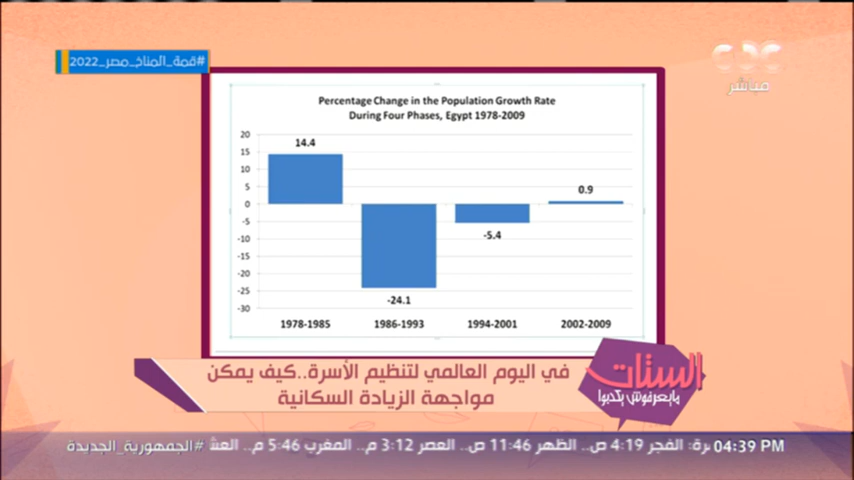 #قمة_المناخ_مصر_2022
CBC
مباشر
Percentage Change in the Population Growth Rate
During Four Phases, Egypt 1978-2009
20
15
10
5
0
-5
-10
-15
-20
-25
-30
14.4
-24.1
-5.4
0.9
1978-1985
1986-1993
1994-2001
2002-2009
في اليوم العالمي لتنظيم الأسرة..كيف يمكن
مواجهة الزيادة السكانية
الستات
مايعرفوش يكدبوا
#الجمهورية_الجديدة
رة: الفجر 4:19 ص.. الظهر 11:46 ص.. العصر 3:12 م.. المغرب 5:46 م.. العش
04:39 PM